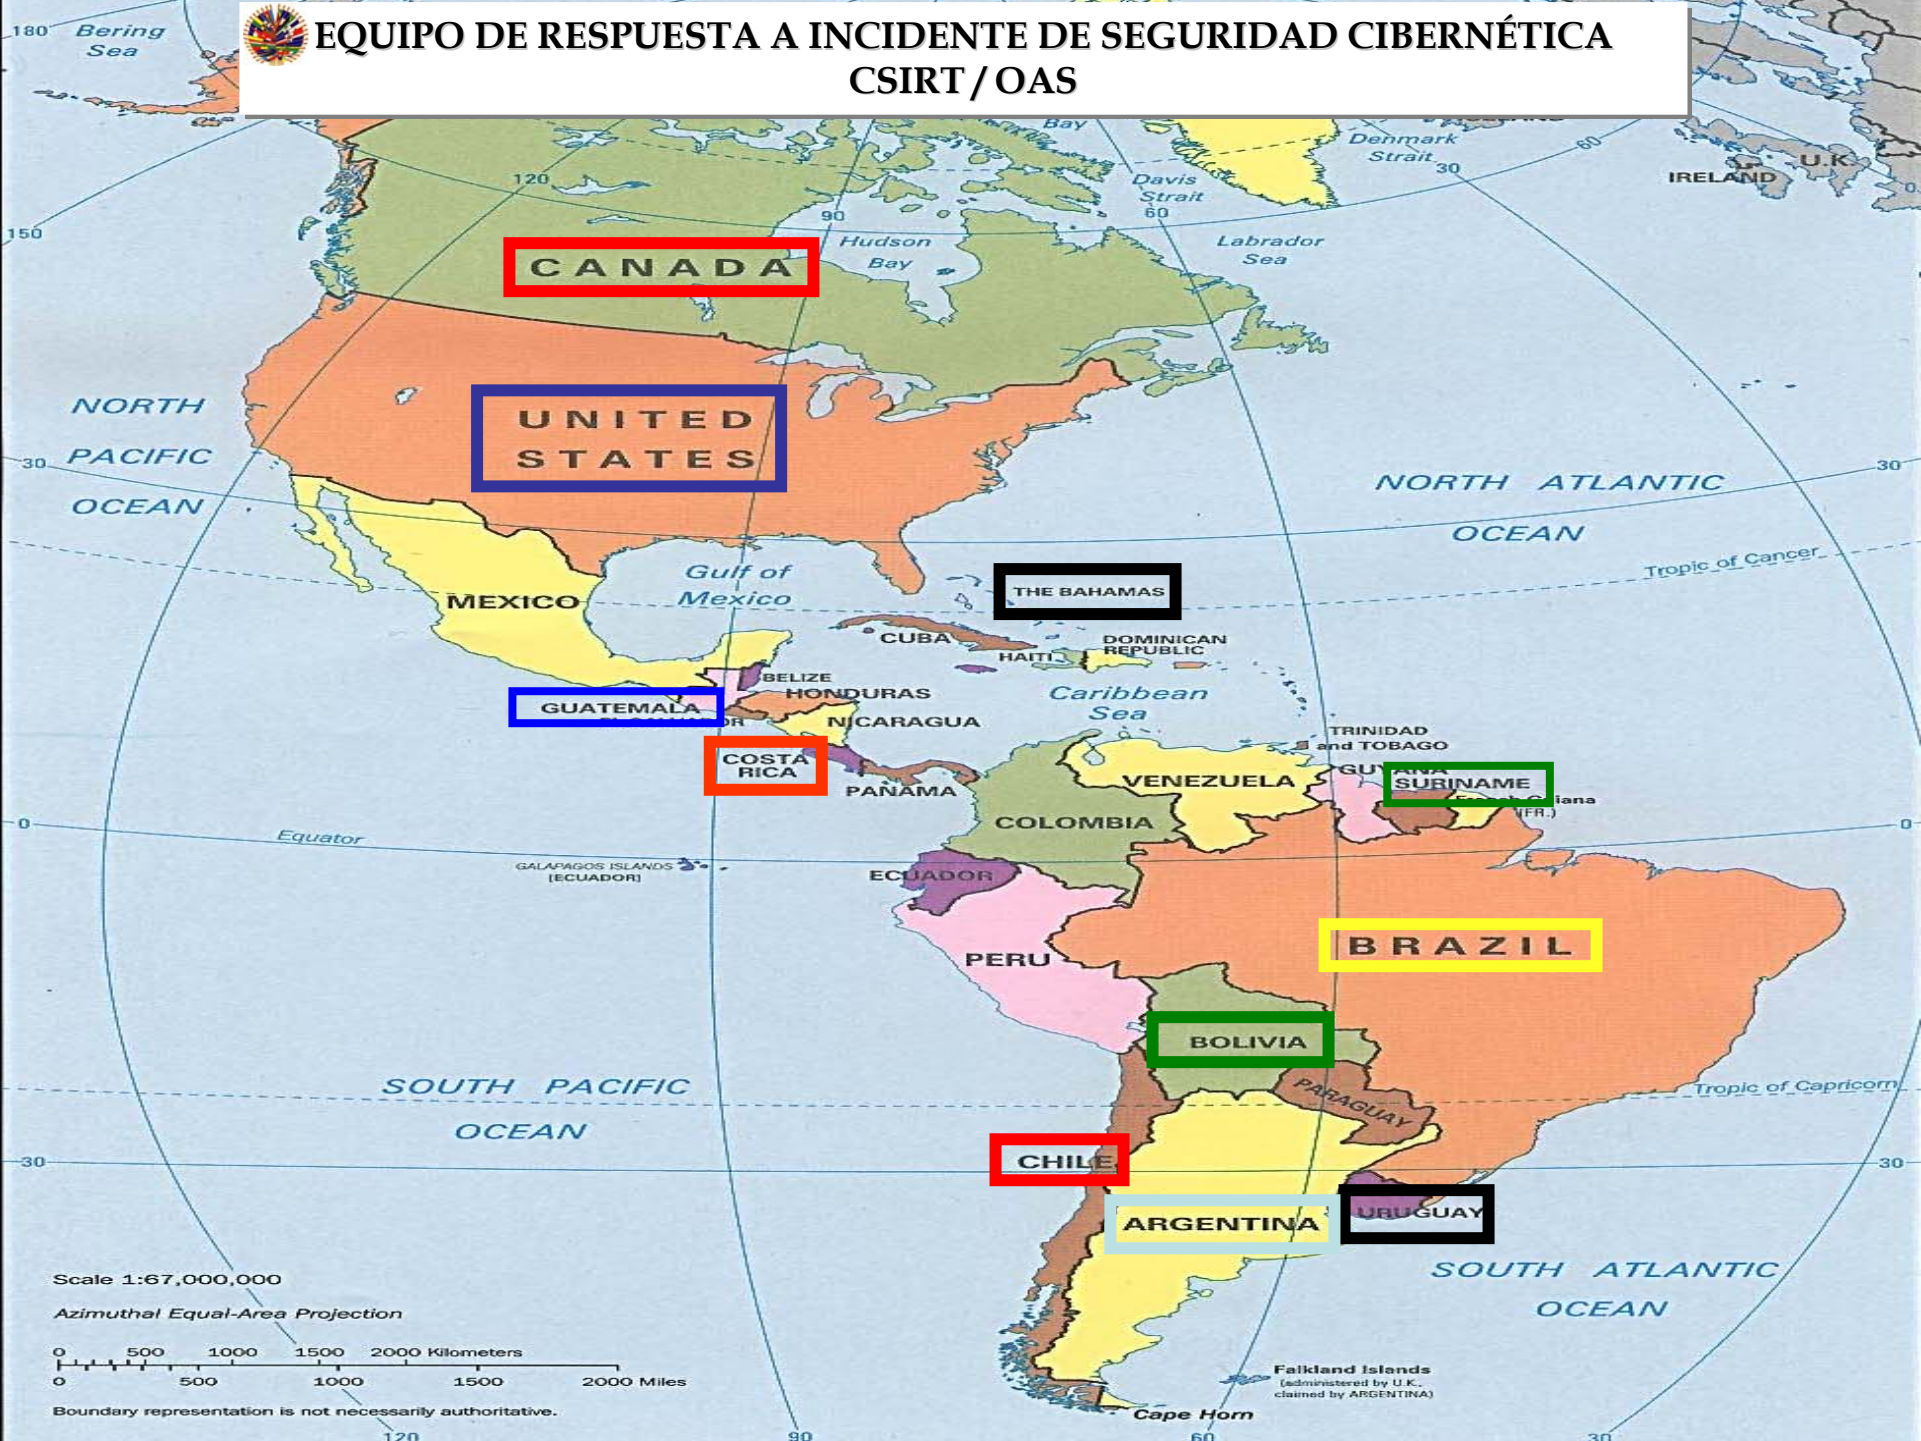 EQUIPO DE RESPUESTA A INCIDENTE DE SEGURIDAD CIBERNÉTICA
CSIRT / OAS
180
Bering
Sea
Bay
Denmark
Strait
30
60
U.K.
IRELAND
0
120
Davis
Strait
60
90
150
Hudson
Bay
Labrador
Sea
CANADA
NORTH
PACIFIC
OCEAN
30
UNITED
STATES
30
NORTH ATLANTIC
OCEAN
Tropic of Cancer
Gulf of
Mexico
THE BAHAMAS
MEXICO
CUBA
DOMINICAN
REPUBLIC
HAITI
BELIZE
HONDURAS
Caribbean
Sea
GUATEMALA
NICARAGUA
TRINIDAD
and TOBAGO
COSTA
RICA
PANAMA
VENEZUELA
GUYANA
SURINAME
French Guiana
(FR.)
COLOMBIA
0
Equator
0
GALAPAGOS ISLANDS
(ECUADOR)
ECUADOR
PERU
BRAZIL
BOLIVIA
PARAGUAY
SOUTH PACIFIC
OCEAN
Tropic of Capricorn
30
CHILE
30
ARGENTINA
URUGUAY
SOUTH ATLANTIC
OCEAN
Scale 1:67,000,000
Azimuthal Equal-Area Projection
0 500 1000 1500 2000 Kilometers
0 500 1000 1500 2000 Miles
Boundary representation is not necessarily authoritative.
Falkland Islands
(administered by U.K.,
claimed by ARGENTINA)
Cape Horn
120
90
60
30